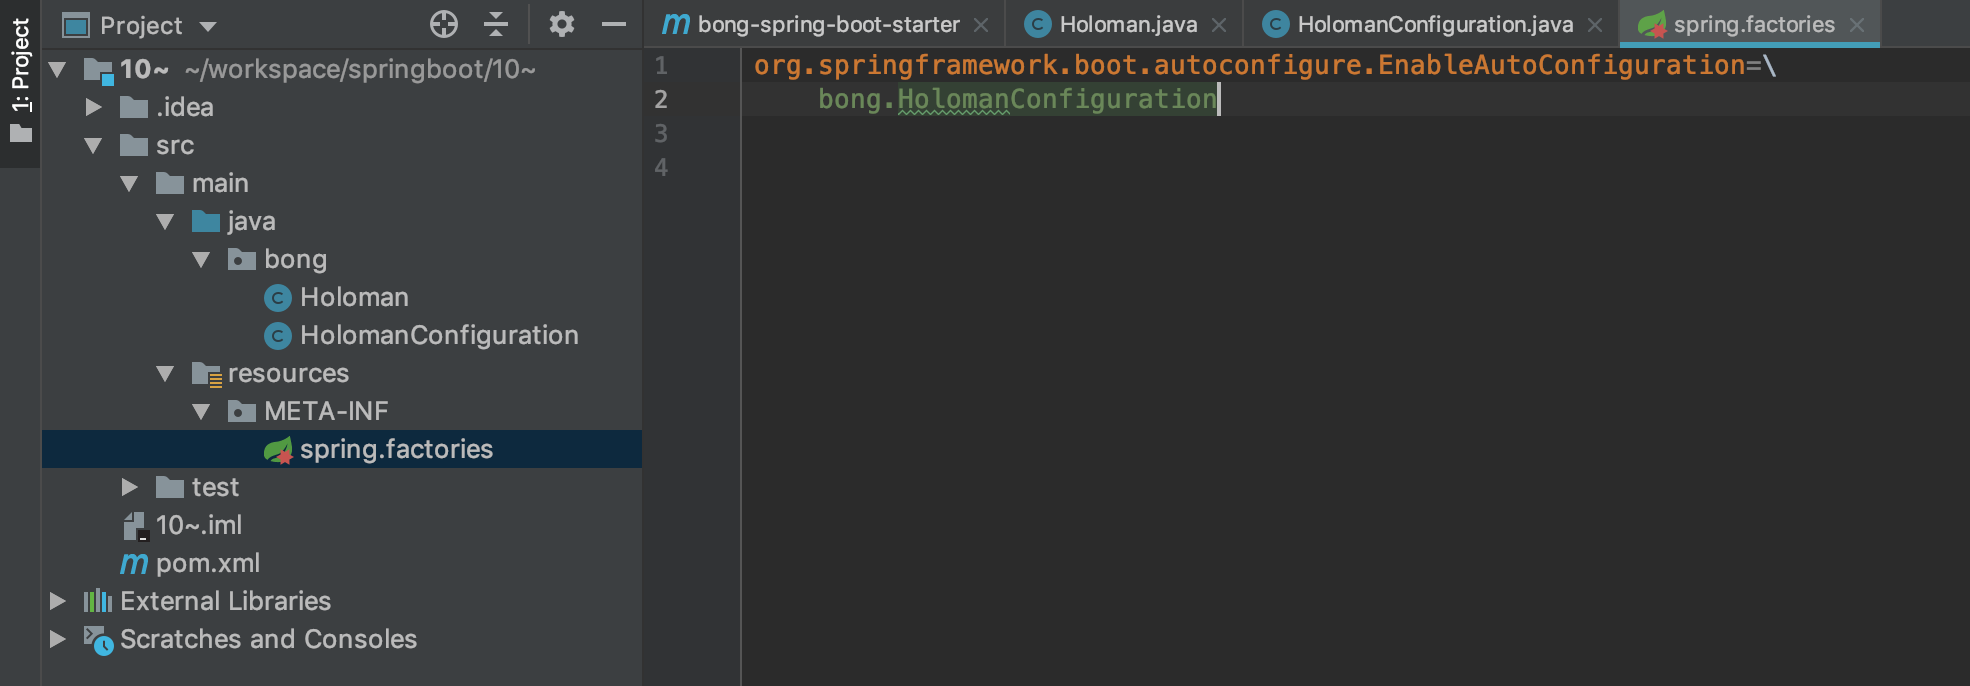 1: Project
Project
10~ ~/workspace/springboot/10~
.idea
src
main
java
bong
Holoman
HolomanConfiguration
resources
META-INF
spring.factories
test
10~.iml
pom.xml
External Libraries
Scratches and Consoles
bong-spring-boot-starter
Holoman.java
HolomanConfiguration.java
spring.factories
1 org.springframework.boot.autoconfigure.EnableAutoConfiguration=\
2 bong.HolomanConfiguration
3
4